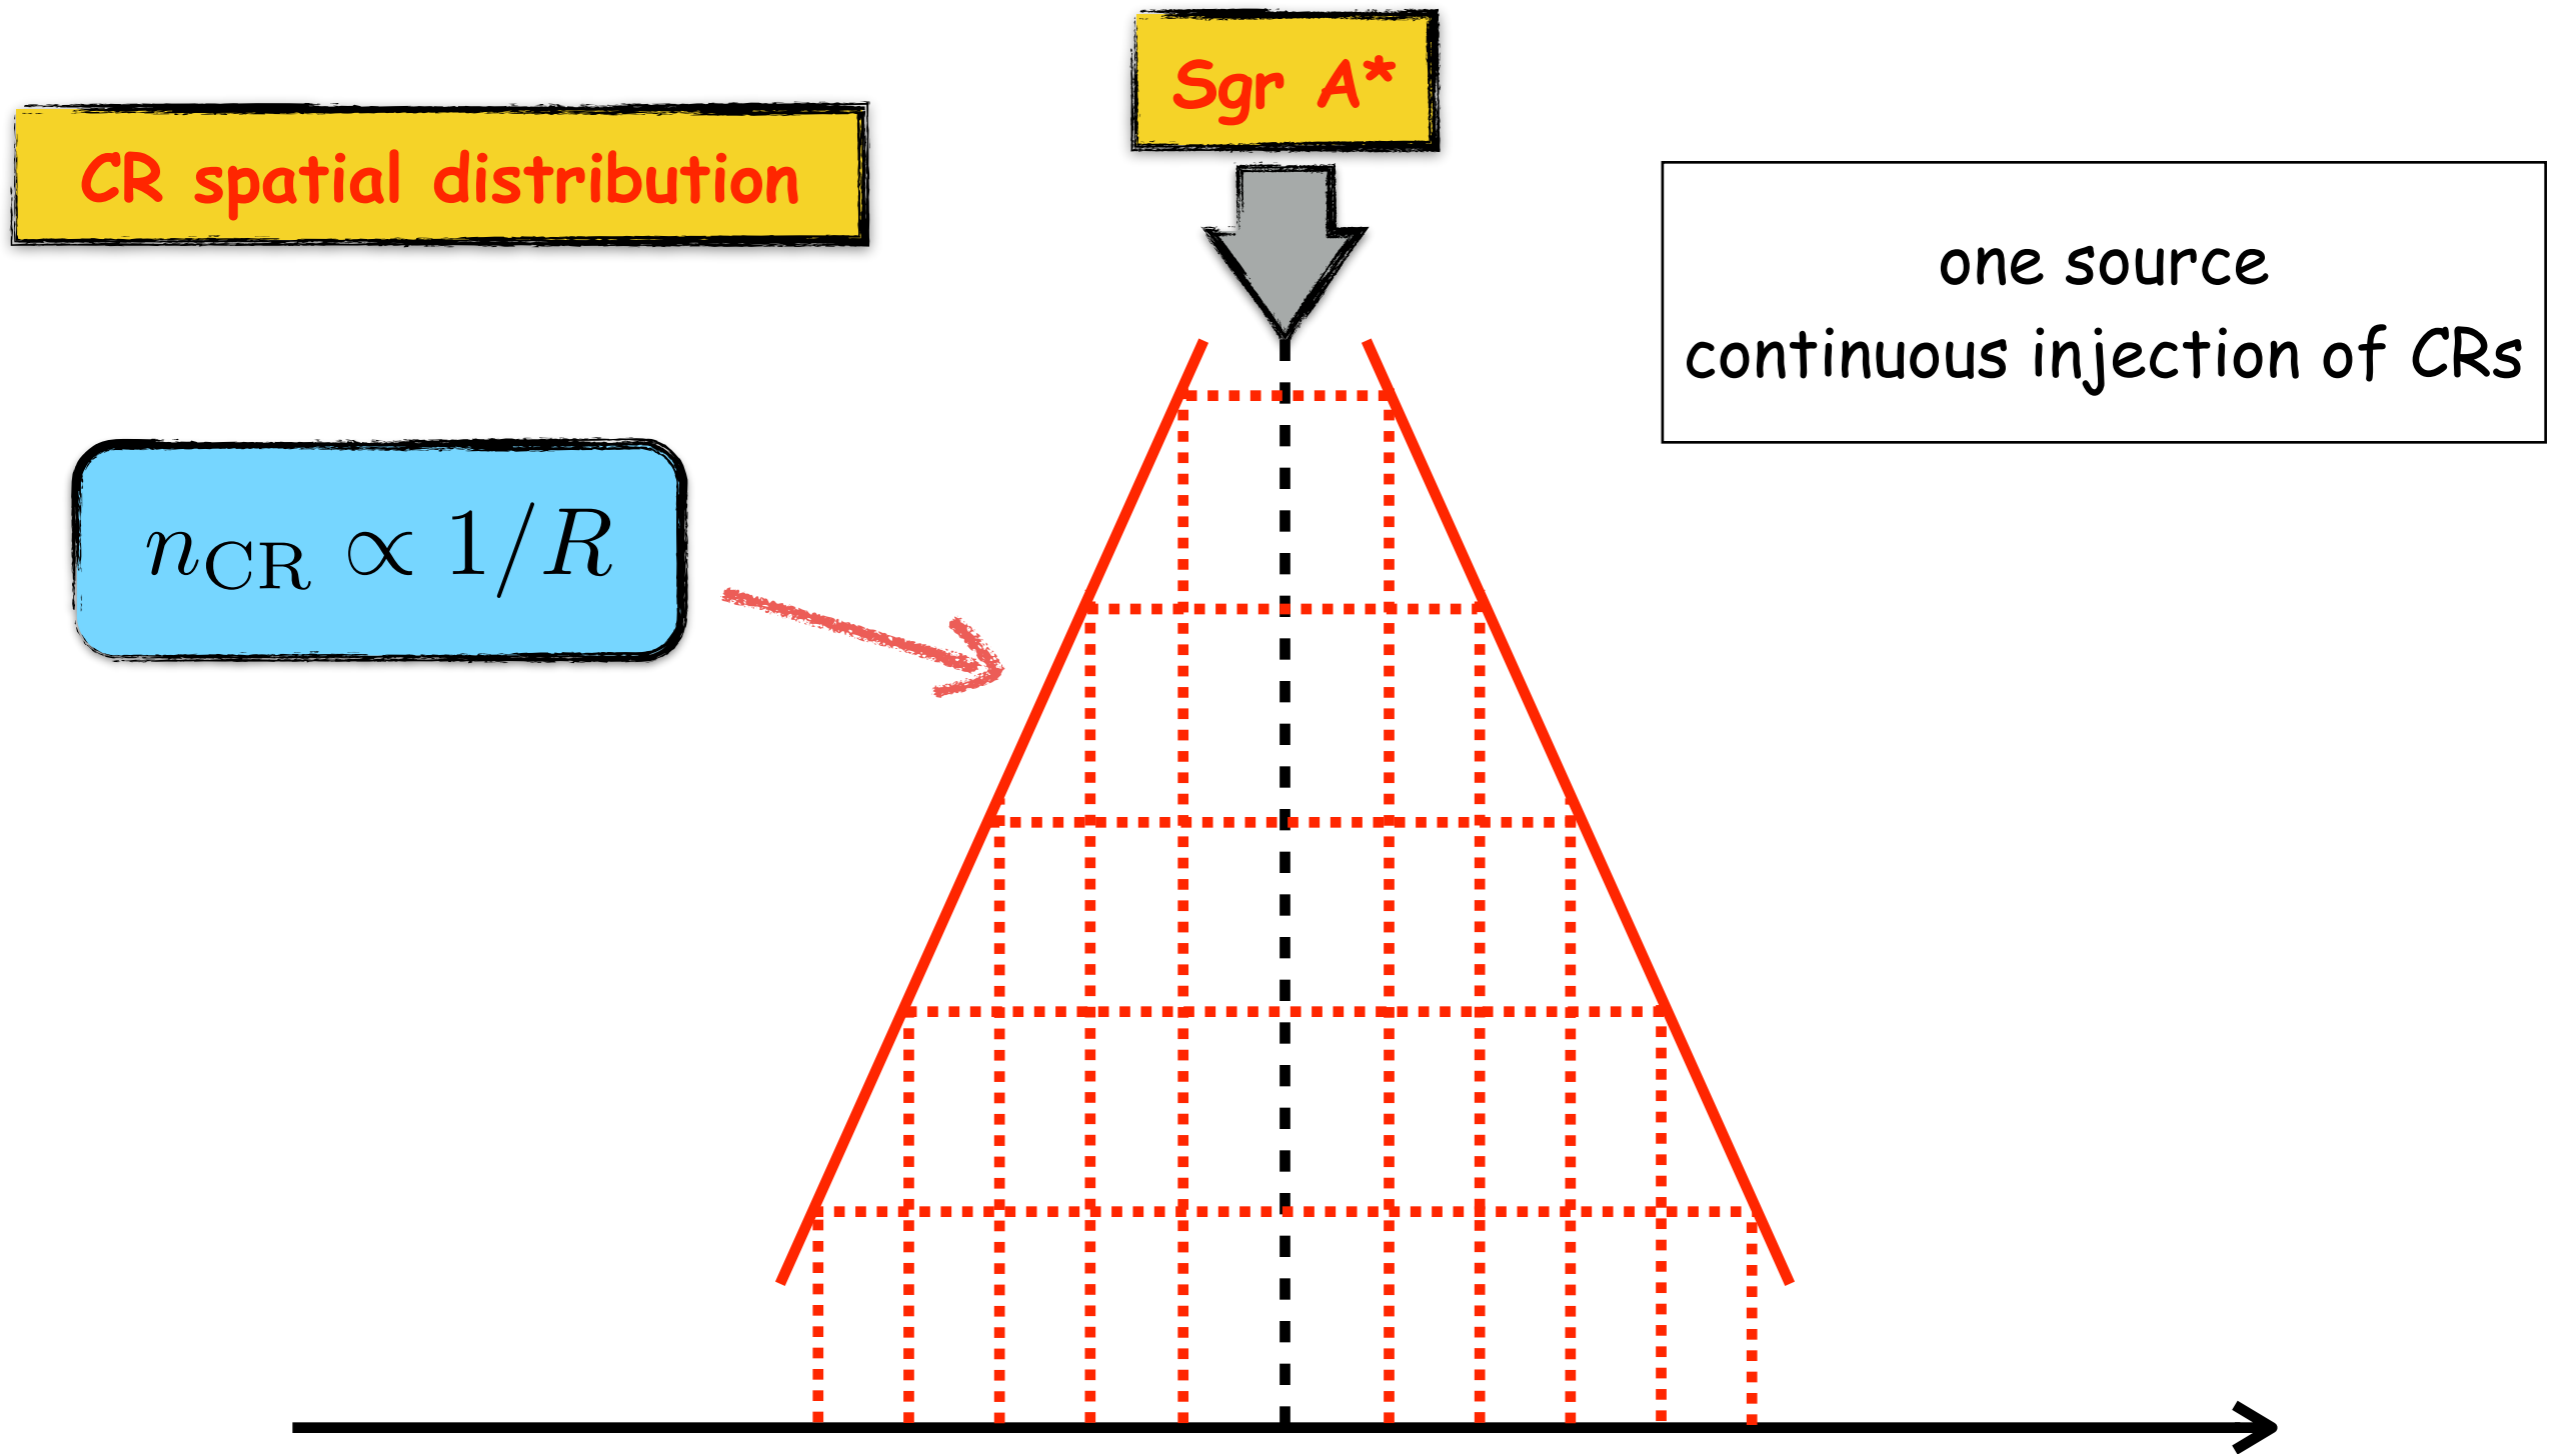 Sgr A*
CR spatial distribution
one source
continuous injection of CRs
n_CR ∝ 1/R